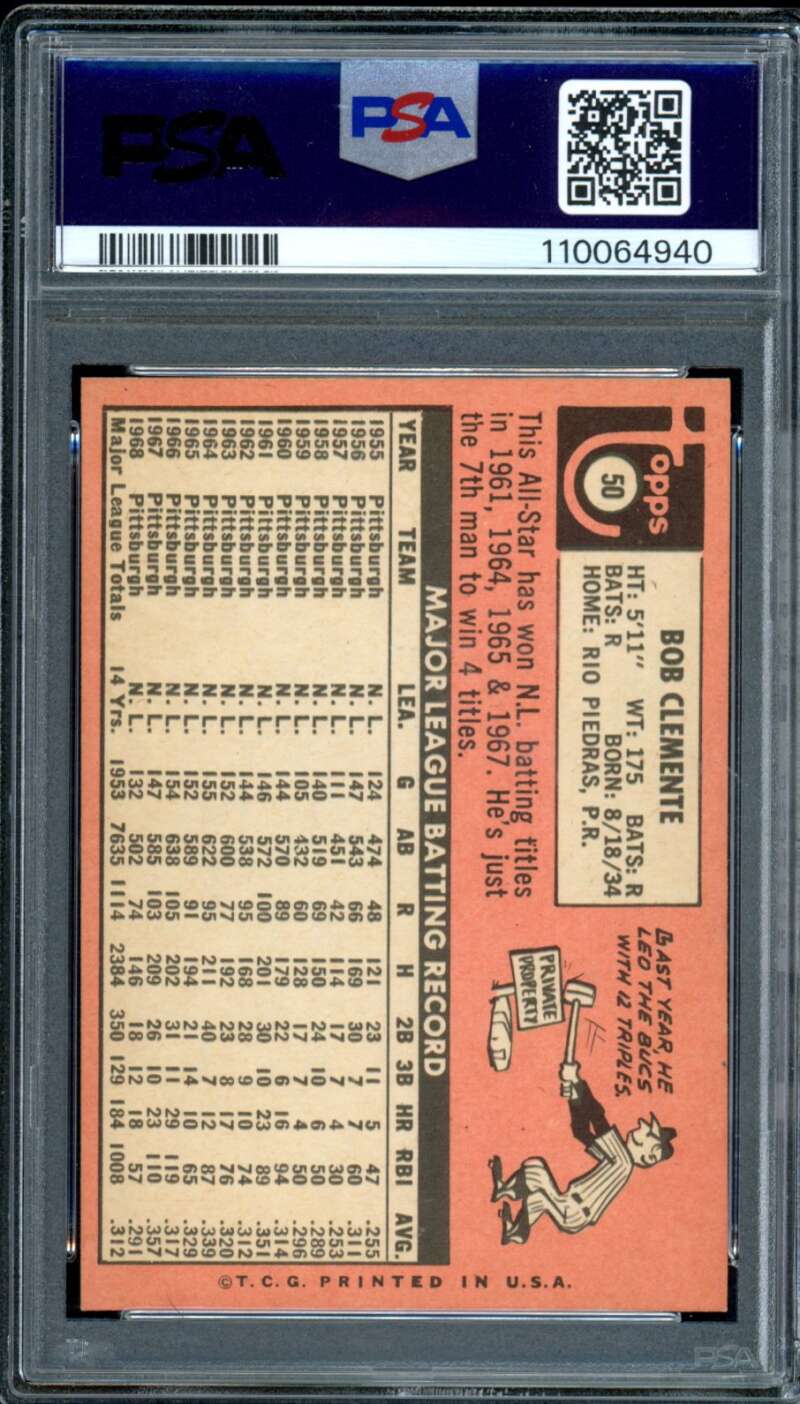 PSA
PSA
110064940
Topps
50
BOB CLEMENTE
HT: 5'11" WT: 175 BATS: R
BATS: R BORN: 8/18/34
HOME: RIO PIEDRAS, P.R.
LAST YEAR, HE
LED THE BUCS
WITH 12 TRIPLES.
PRIVATE
PROPERTY
This All-Star has won N.L. batting titles
in 1961, 1964, 1965 & 1967. He's just
the 7th man to win 4 titles.
MAJOR LEAGUE BATTING RECORD
YEAR TEAM LEA. G AB R H 2B 3B HR RBI AVG.
1955 Pittsburgh N. L. 124 474 48 121 23 11 5 47 .255
1956 Pittsburgh N. L. 147 543 66 169 30 7 7 60 .311
1957 Pittsburgh N. L. 111 451 42 114 17 7 4 30 .253
1958 Pittsburgh N. L. 140 519 69 150 24 10 6 50 .289
1959 Pittsburgh N. L. 105 432 60 128 17 7 4 50 .296
1960 Pittsburgh N. L. 144 570 89 179 22 6 16 94 .314
1961 Pittsburgh N. L. 146 572 100 201 30 10 23 89 .351
1962 Pittsburgh N. L. 144 538 95 168 28 9 10 74 .312
1963 Pittsburgh N. L. 152 600 77 192 23 8 17 76 .320
1964 Pittsburgh N. L. 155 622 95 211 40 7 12 87 .339
1965 Pittsburgh N. L. 152 589 91 194 21 14 10 65 .329
1966 Pittsburgh N. L. 154 638 105 202 31 11 29 119 .317
1967 Pittsburgh N. L. 147 585 103 209 26 10 23 110 .357
1968 Pittsburgh N. L. 132 502 74 146 18 12 18 57 .291
Major League Totals 14 Yrs. 1953 7635 1114 2384 350 129 184 1008 .312
©T.C.G. PRINTED IN U.S.A.
PSA